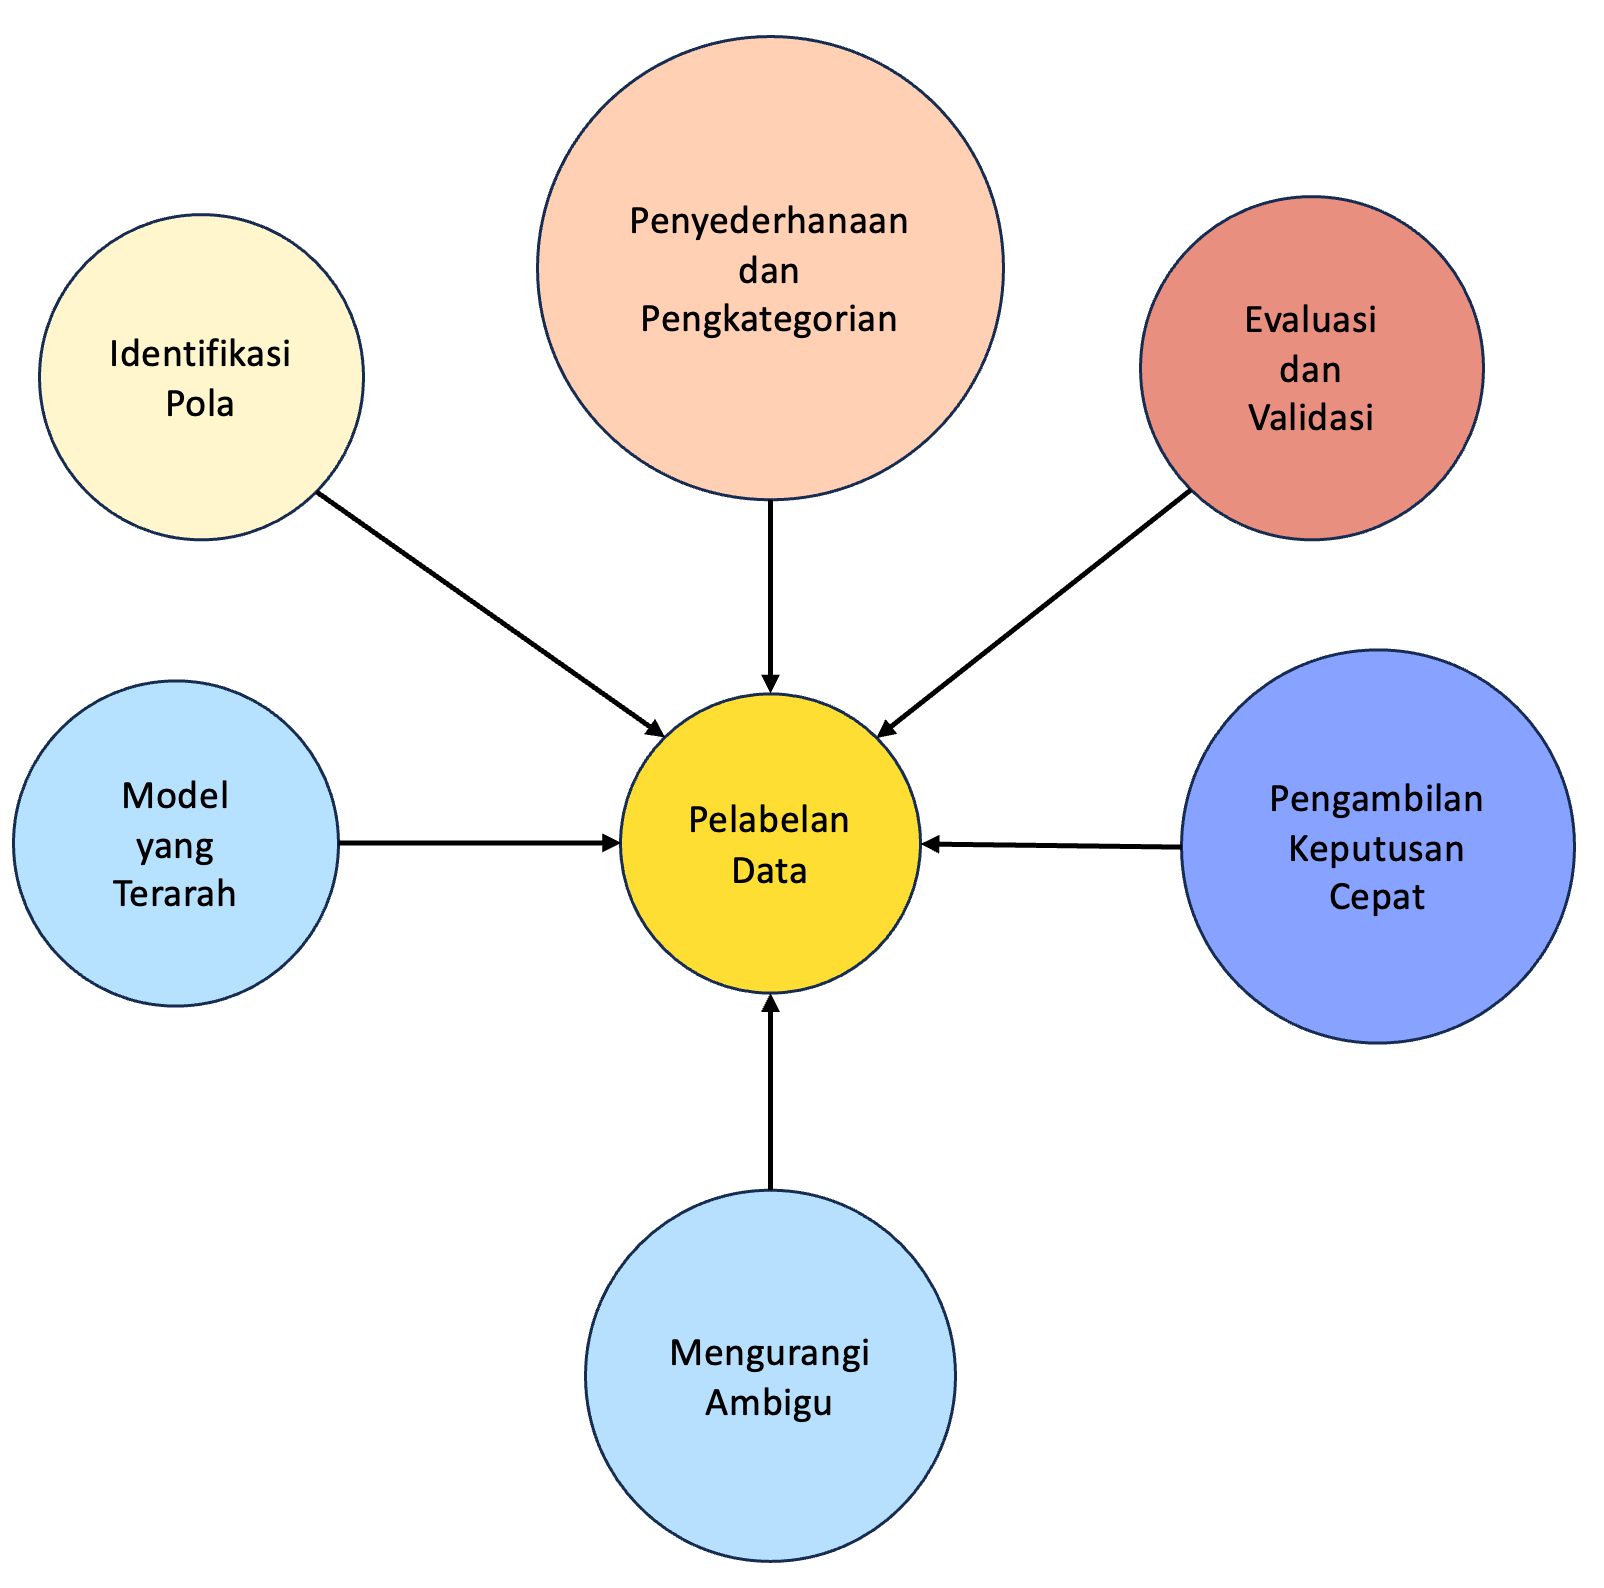 Penyederhanaan
dan
Pengkategorian
Identifikasi
Pola
Evaluasi
dan
Validasi
Model
yang
Terarah
Pelabelan
Data
Pengambilan
Keputusan
Cepat
Mengurangi
Ambigu